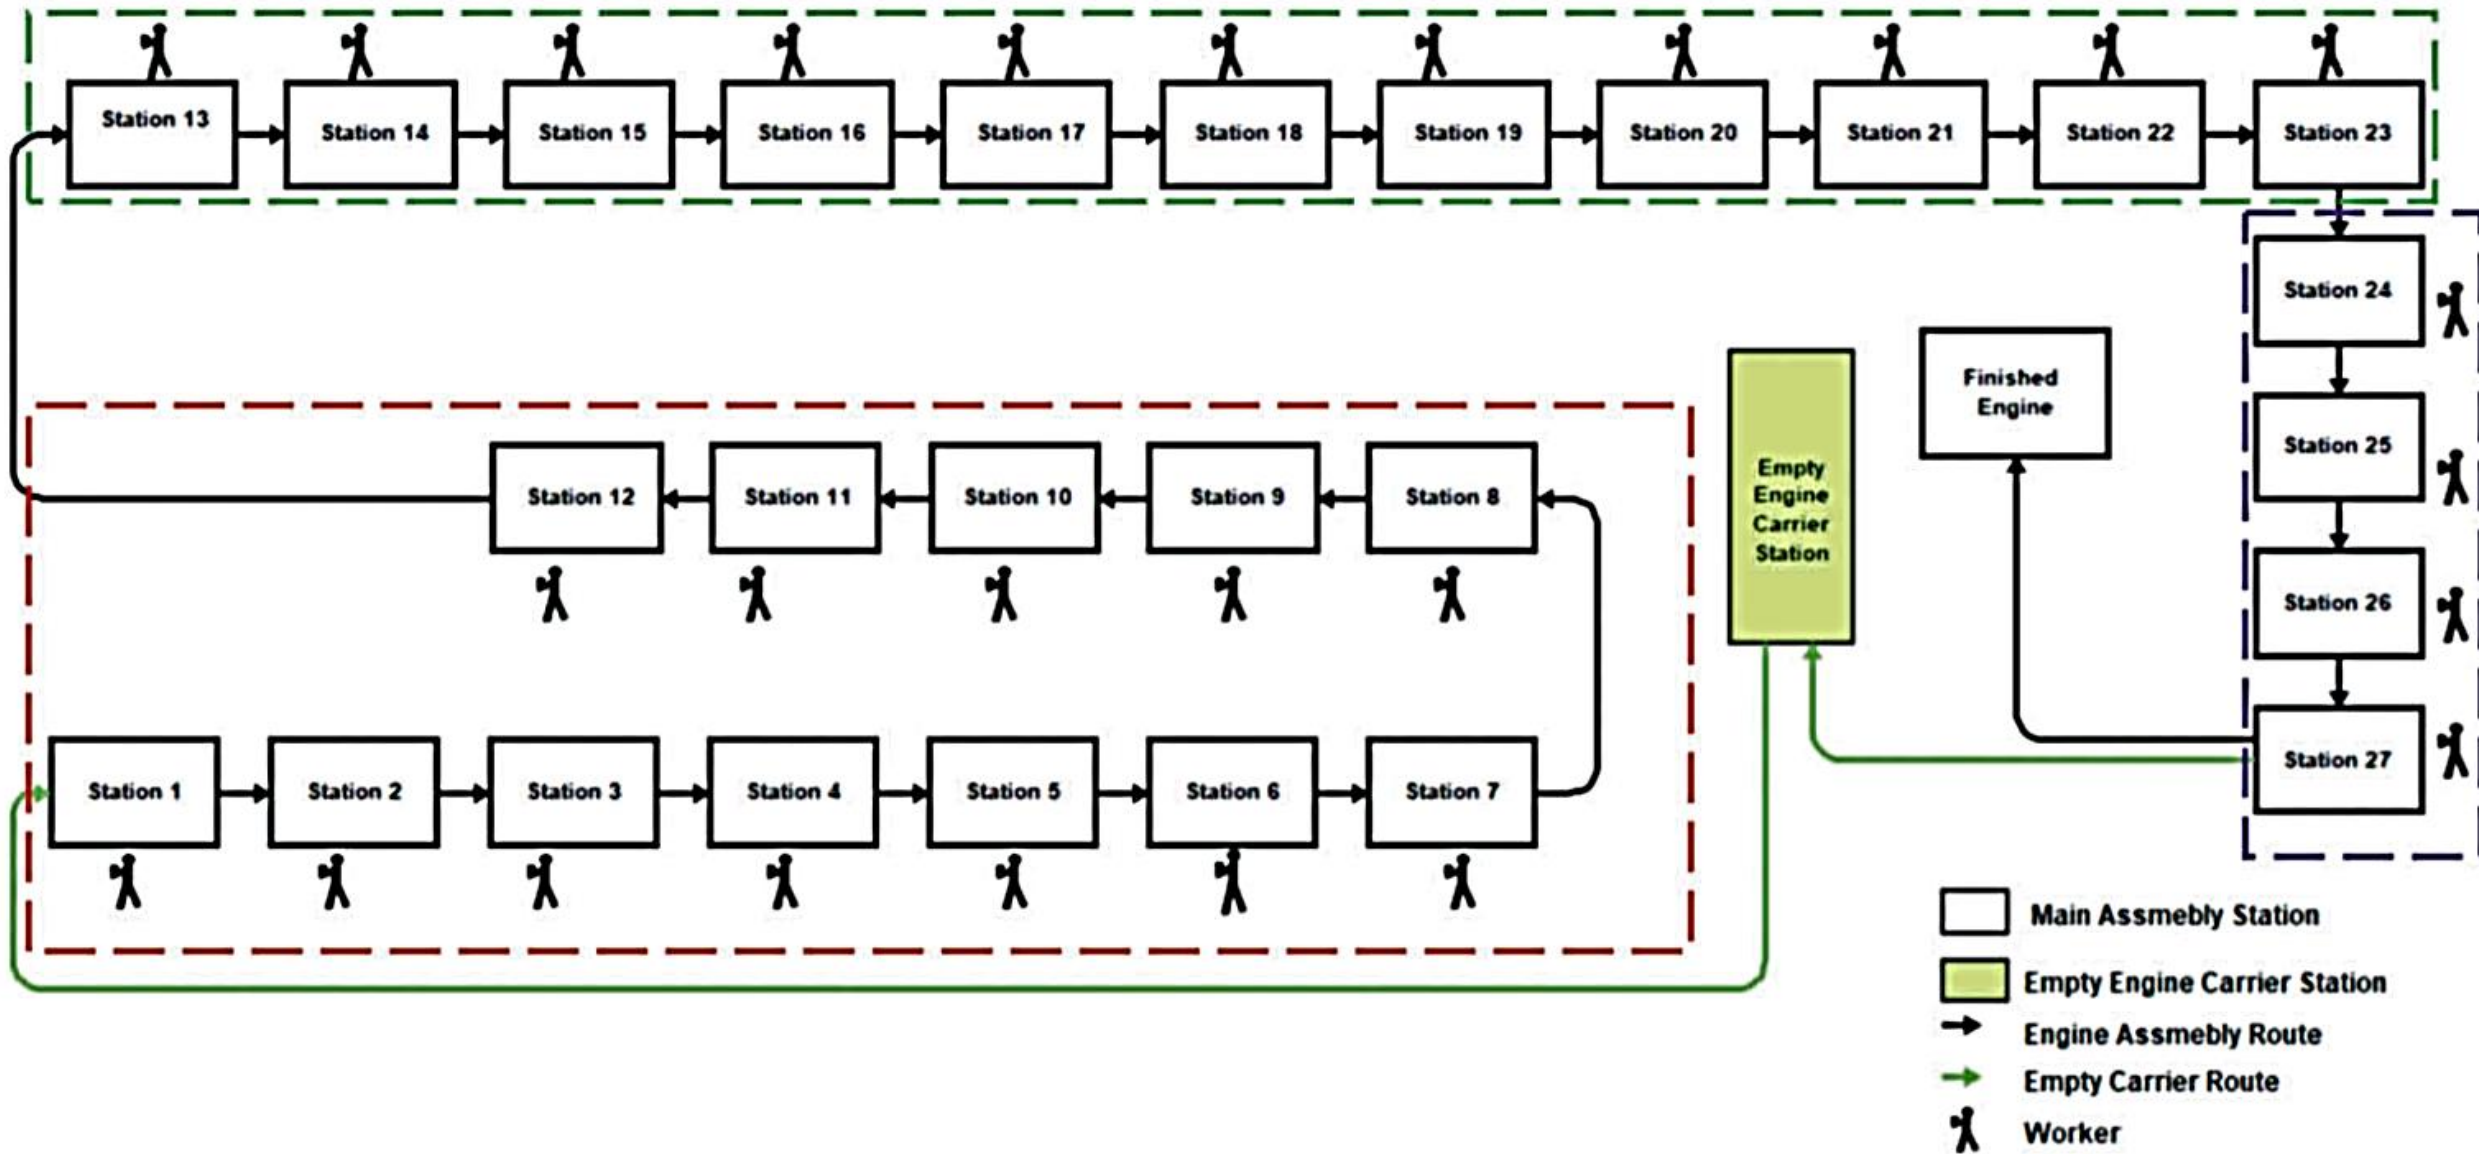 Station 13
Station 14
Station 15
Station 16
Station 17
Station 18
Station 19
Station 20
Station 21
Station 22
Station 23
Station 24
Station 25
Station 26
Station 27
Finished
Engine
Empty
Engine
Carrier
Station
Station 12
Station 11
Station 10
Station 9
Station 8
Station 1
Station 2
Station 3
Station 4
Station 5
Station 6
Station 7
Main Assmebly Station
Empty Engine Carrier Station
Engine Assmebly Route
Empty Carrier Route
Worker